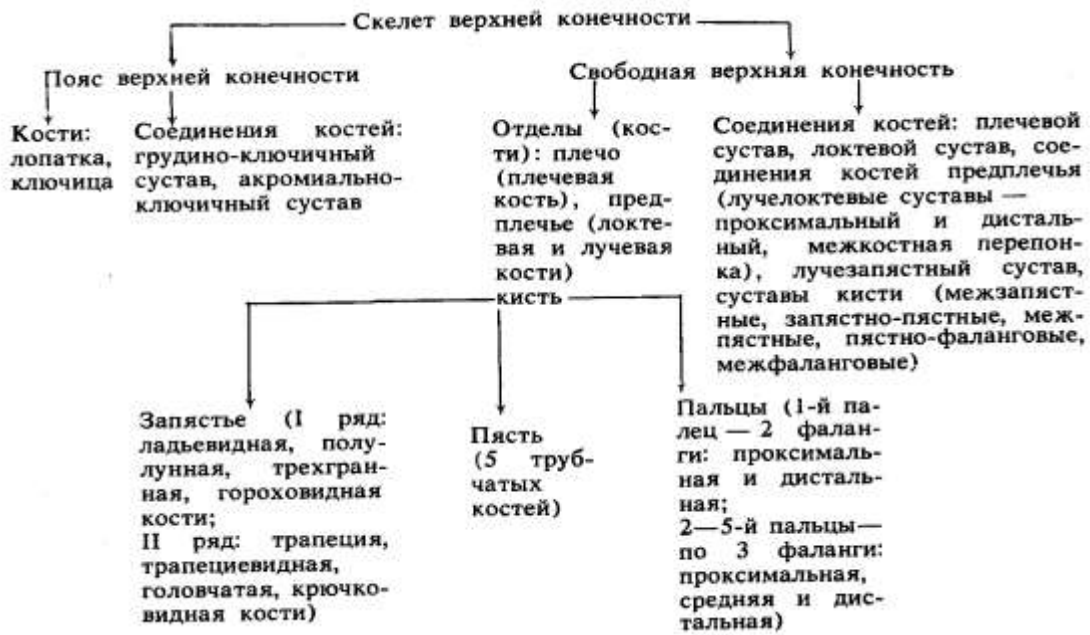 Скелет верхней конечности
Пояс верхней конечности
Свободная верхняя конечность
Кости:
лопатка,
ключица
Соединения костей:
грудино-ключичный
сустав, акромиально-
ключичный сустав
Отделы (кос-
ти): плечо
(плечевая
кость), пред-
плечье (локте-
вая и лучевая
кости)
кисть
Соединения костей: плечевой
сустав, локтевой сустав, сое-
динения костей предплечья
(лучелоктевые суставы —
проксимальный и дисталь-
ный, межкостная перепон-
ка), лучезапястный сустав,
суставы кисти (межзапяст-
ные, запястно-пястные, меж-
пястные, пястно-фаланговые,
межфаланговые)
Запястье (I ряд:
ладьевидная, полу-
лунная, трехгран-
ная, гороховидная
кости;
II ряд: трапеция,
трапециевидная,
головчатая, крючко-
видная кости)
Пясть
(5 труб-
чатых
костей)
Пальцы (1-й па-
лец — 2 фалан-
ги: проксималь-
ная и дисталь-
ная;
2—5-й пальцы—
по 3 фаланги:
проксимальная,
средняя и дис-
тальная)